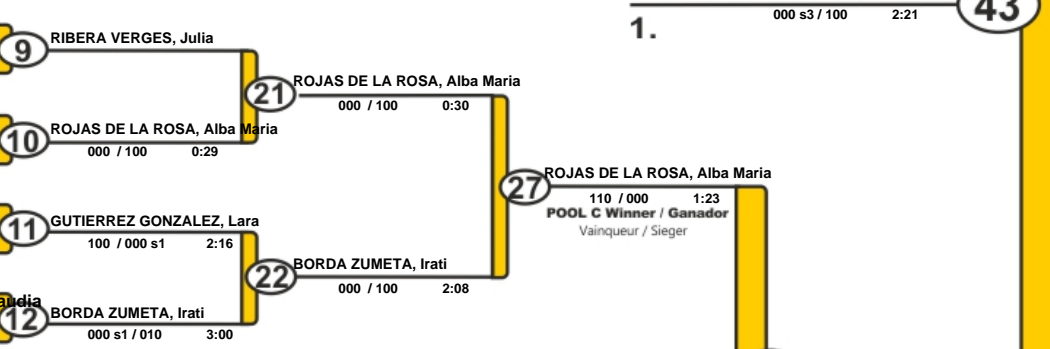 000 s3 / 100 2:21
43
1.
9
RIBERA VERGES, Julia
21
ROJAS DE LA ROSA, Alba Maria
000 / 100 0:30
10
ROJAS DE LA ROSA, Alba Maria
000 / 100 0:29
27
ROJAS DE LA ROSA, Alba Maria
110 / 000 1:23
POOL C Winner / Ganador
Vainqueur / Sieger
11
GUTIERREZ GONZALEZ, Lara
100 / 000 s1 2:16
22
BORDA ZUMETA, Irati
000 / 100 2:08
audia
12
BORDA ZUMETA, Irati
000 s1 / 010 3:00